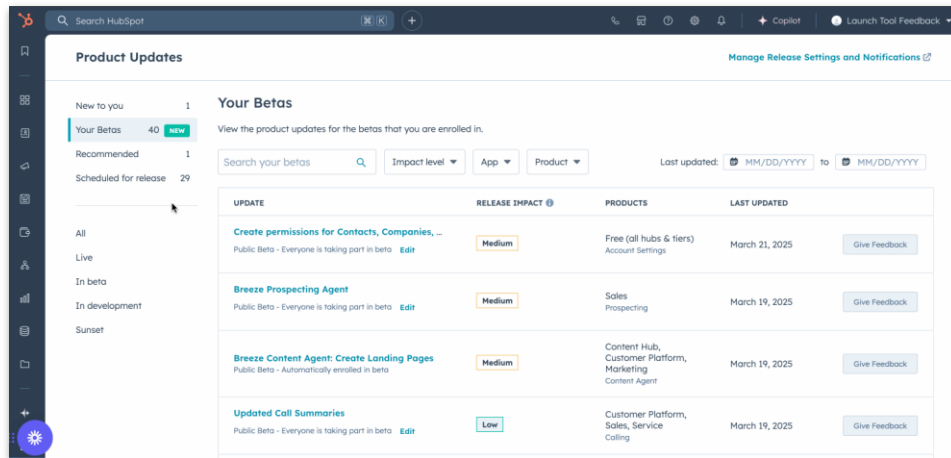 Search HubSpot
⌘ K
Copilot
Launch Tool Feedback
Product Updates
Manage Release Settings and Notifications
New to you 1
Your Betas 40 NEW
Recommended 1
Scheduled for release 29
All
Live
In beta
In development
Sunset
Your Betas
View the product updates for the betas that you are enrolled in.
Search your betas
Impact level
App
Product
Last updated: MM/DD/YYYY to MM/DD/YYYY
UPDATE RELEASE IMPACT PRODUCTS LAST UPDATED
Create permissions for Contacts, Companies, ...
Public Beta - Everyone is taking part in beta Edit
Medium
Free (all hubs & tiers)
Account Settings
March 21, 2025
Give Feedback
Breeze Prospecting Agent
Public Beta - Everyone is taking part in beta Edit
Medium
Sales
Prospecting
March 19, 2025
Give Feedback
Breeze Content Agent: Create Landing Pages
Public Beta - Automatically enrolled in beta
Medium
Content Hub,
Customer Platform,
Marketing
Content Agent
March 19, 2025
Give Feedback
Updated Call Summaries
Public Beta - Everyone is taking part in beta Edit
Low
Customer Platform,
Sales, Service
Calling
March 19, 2025
Give Feedback